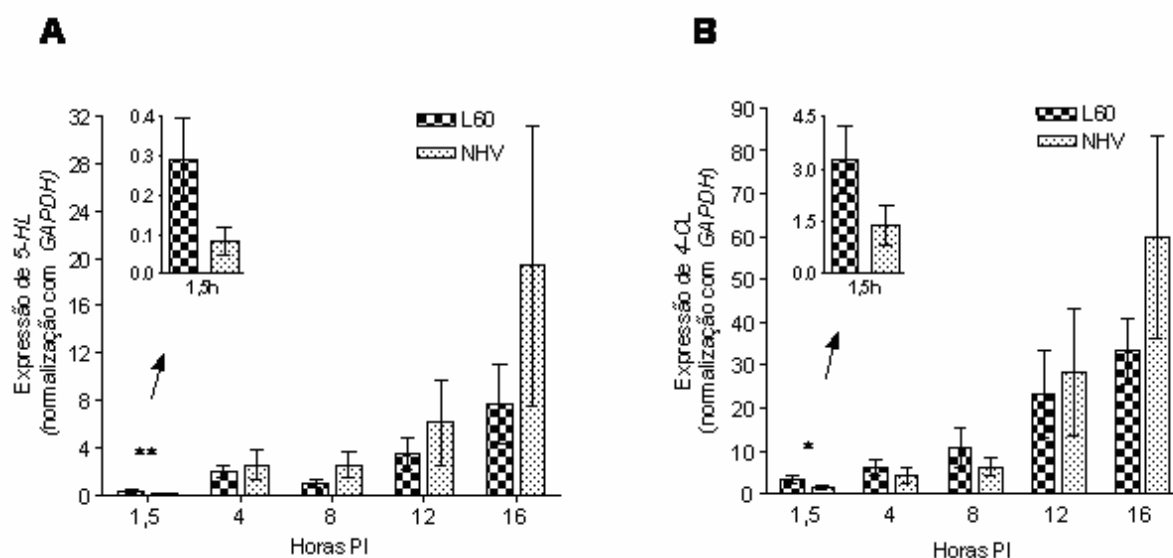 A
Expressão de 5-HL
(normalização com GAPDH)
32
28
24
20
16
12
8
4
0
0.4
0.3
0.2
0.1
0.0
1,5h
L60
NHV
**
1,5
4
8
12
16
Horas PI
B
Expressão de 4-CL
(normalização com GAPDH)
90
80
70
60
50
40
30
20
10
0
4.5
3.0
1.5
0.0
1,5h
L60
NHV
*
1,5
4
8
12
16
Horas PI